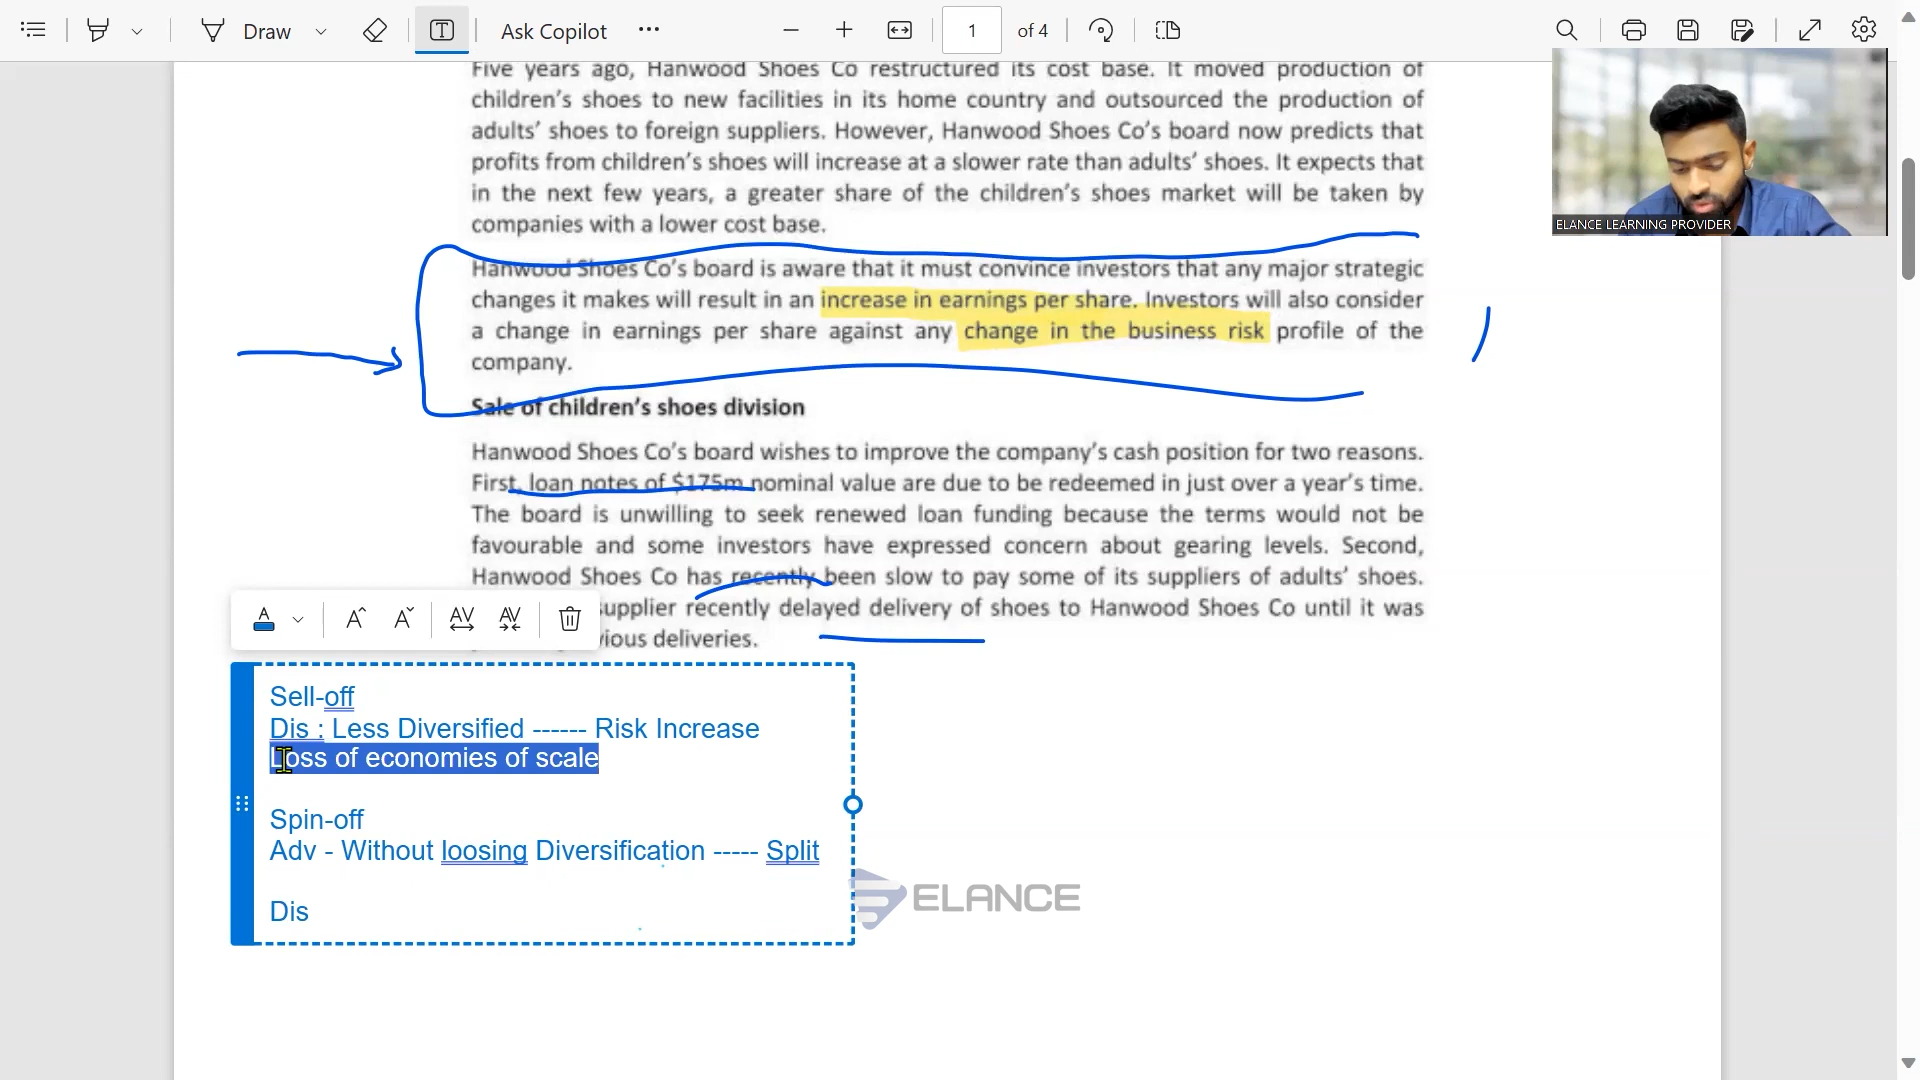 Draw
Ask Copilot
1 of 4
Five years ago, Hanwood Shoes Co restructured its cost base. It moved production of
children's shoes to new facilities in its home country and outsourced the production of
adults' shoes to foreign suppliers. However, Hanwood Shoes Co's board now predicts that
profits from children's shoes will increase at a slower rate than adults' shoes. It expects that
in the next few years, a greater share of the children's shoes market will be taken by
companies with a lower cost base.
ELANCE LEARNING PROVIDER
Hanwood Shoes Co's board is aware that it must convince investors that any major strategic
changes it makes will result in an increase in earnings per share. Investors will also consider
a change in earnings per share against any change in the business risk profile of the
company.
Sale of children's shoes division
Hanwood Shoes Co's board wishes to improve the company's cash position for two reasons.
First, loan notes of $175m nominal value are due to be redeemed in just over a year's time.
The board is unwilling to seek renewed loan funding because the terms would not be
favourable and some investors have expressed concern about gearing levels. Second,
Hanwood Shoes Co has recently been slow to pay some of its suppliers of adults' shoes.
supplier recently delayed delivery of shoes to Hanwood Shoes Co until it was
deliveries.
Sell-off
Dis : Less Diversified ------ Risk Increase
Loss of economies of scale
Spin-off
Adv - Without loosing Diversification ----- Split
Dis
ELANCE